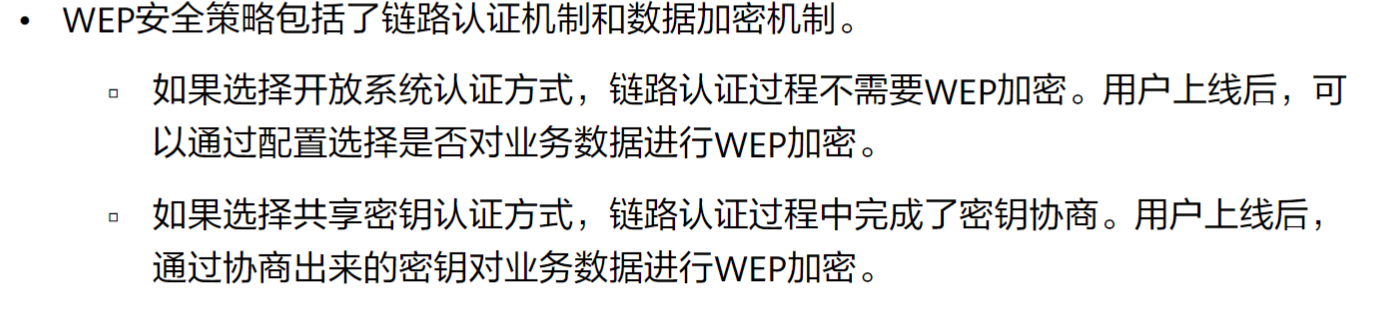 • WEP安全策略包括了链路认证机制和数据加密机制。
▫ 如果选择开放系统认证方式，链路认证过程不需要WEP加密。用户上线后，可
以通过配置选择是否对业务数据进行WEP加密。
▫ 如果选择共享密钥认证方式，链路认证过程中完成了密钥协商。用户上线后，
通过协商出来的密钥对业务数据进行WEP加密。